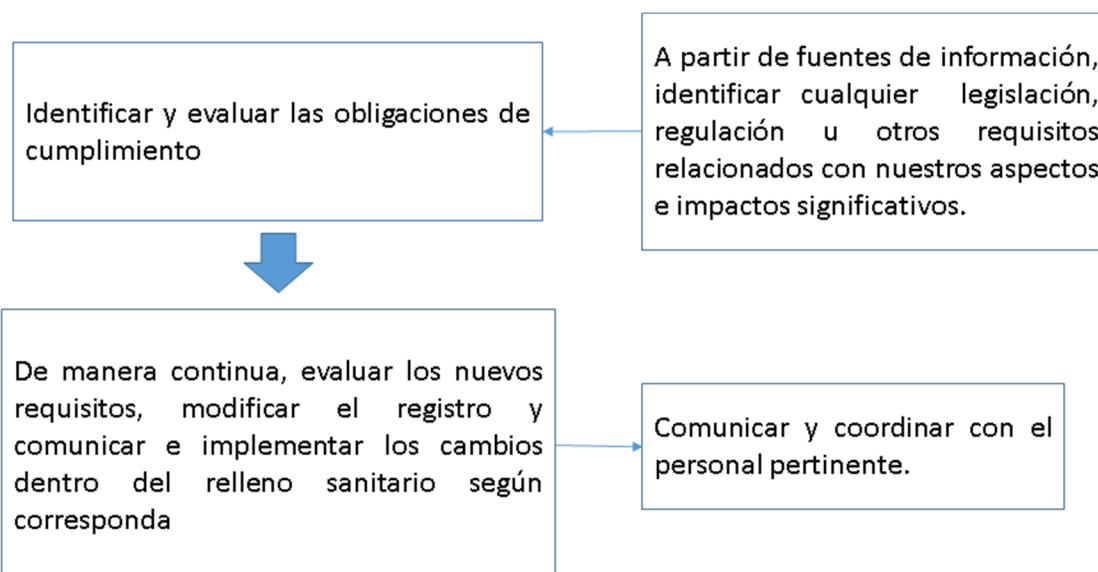 Identificar y evaluar las obligaciones de
cumplimiento
A partir de fuentes de información,
identificar cualquier legislación,
regulación u otros requisitos
relacionados con nuestros aspectos
e impactos significativos.
De manera continua, evaluar los nuevos
requisitos, modificar el registro y
comunicar e implementar los cambios
dentro del relleno sanitario según
corresponda
Comunicar y coordinar con el
personal pertinente.